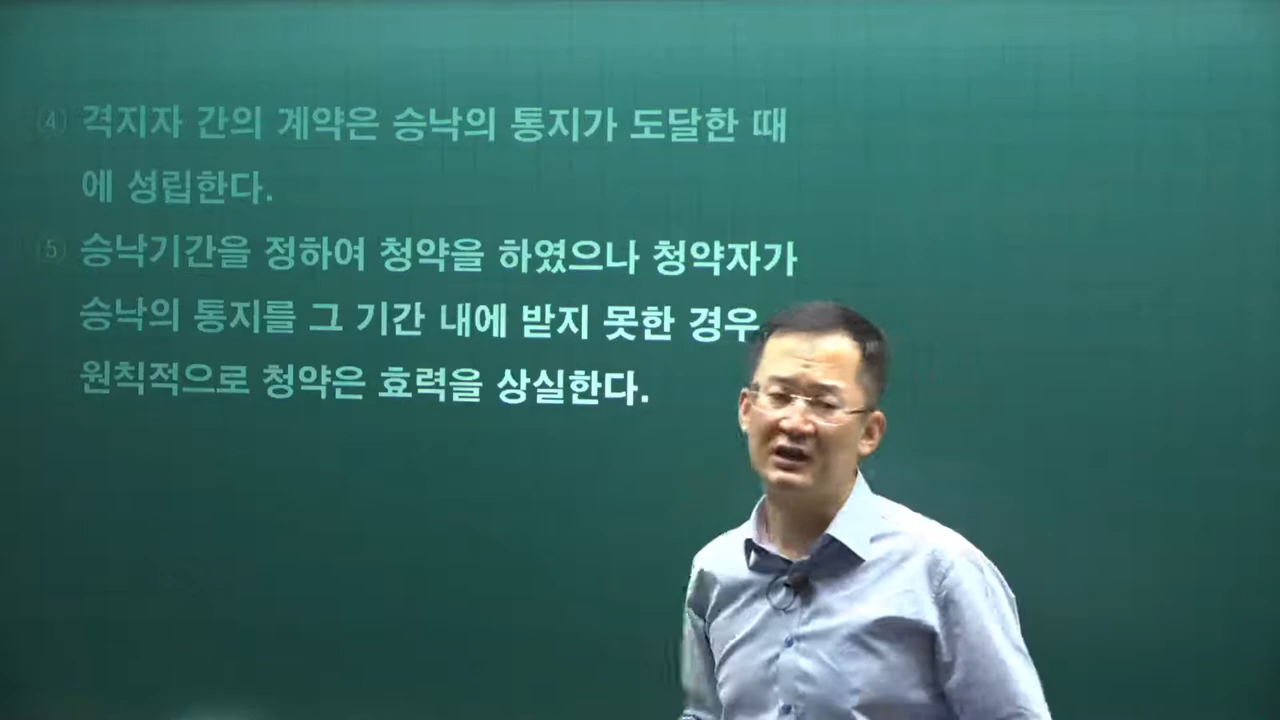 ④ 격지자 간의 계약은 승낙의 통지가 도달한 때
에 성립한다.
⑤ 승낙기간을 정하여 청약을 하였으나 청약자가
승낙의 통지를 그 기간 내에 받지 못한 경우,
원칙적으로 청약은 효력을 상실한다.